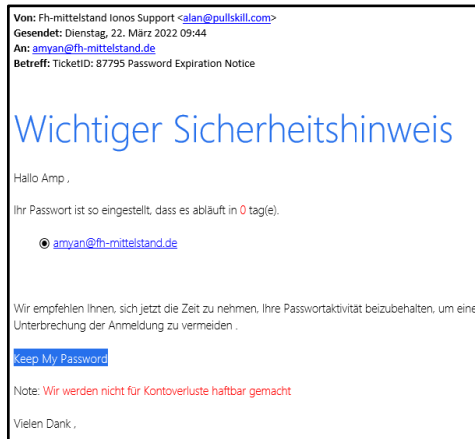 Von: Fh-mittelstand Ionos Support <alan@pullskill.com>
Gesendet: Dienstag, 22. März 2022 09:44
An: amyan@fh-mittelstand.de
Betreff: TicketID: 87795 Password Expiration Notice
Wichtiger Sicherheitshinweis
Hallo Amp ,
Ihr Passwort ist so eingestellt, dass es abläuft in 0 tag(e).
amyan@fh-mittelstand.de
Wir empfehlen Ihnen, sich jetzt die Zeit zu nehmen, Ihre Passwortaktivität beizubehalten, um eine
Unterbrechung der Anmeldung zu vermeiden .
Keep My Password
Note: Wir werden nicht für Kontoverluste haftbar gemacht
Vielen Dank ,